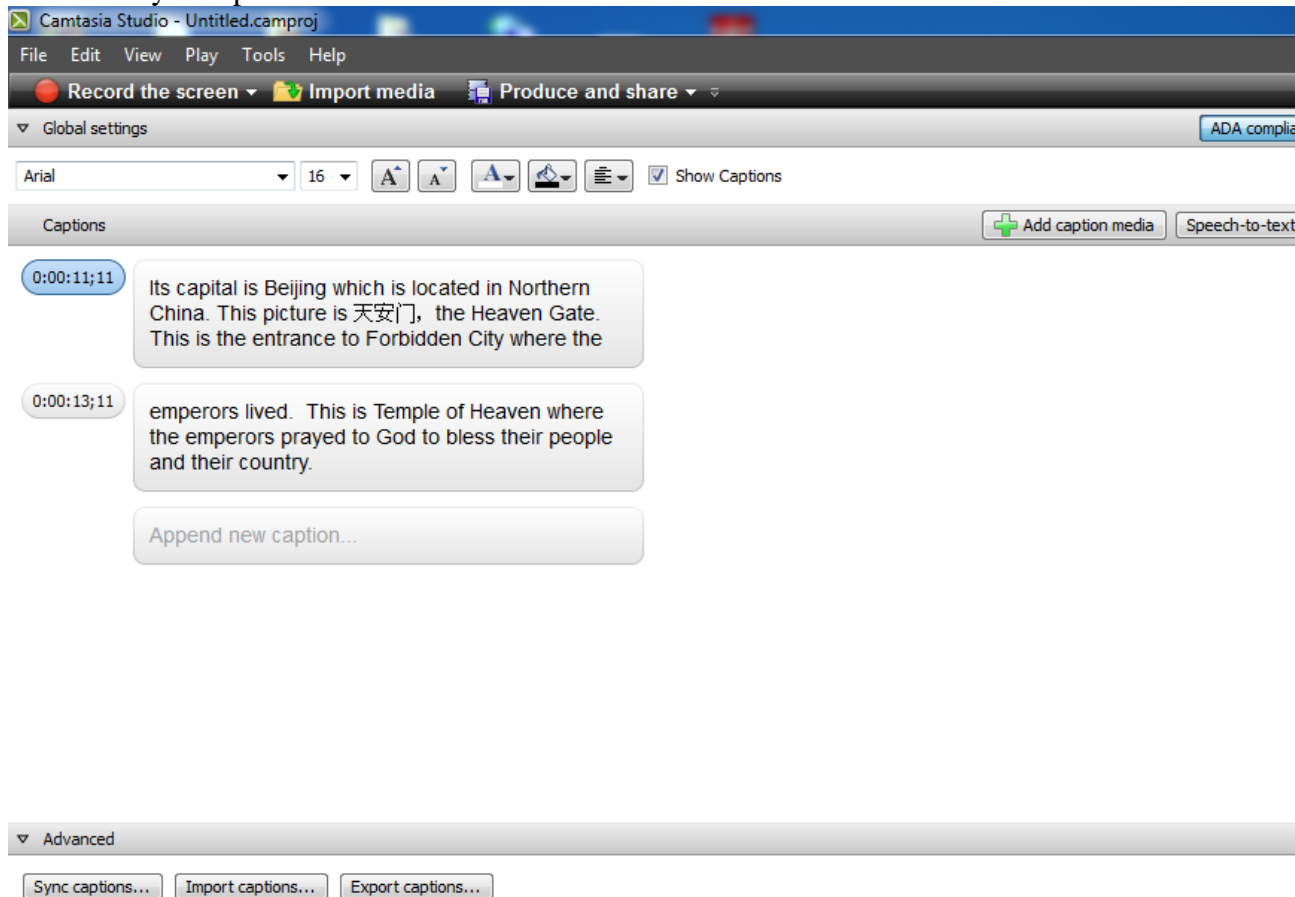 Camtasia Studio - Untitled.camproj
File Edit View Play Tools Help
Record the screen Import media Produce and share
Global settings ADA complia
Arial 16 A A A Show Captions
Captions Add caption media Speech-to-text
0:00:11;11
Its capital is Beijing which is located in Northern
China. This picture is 天安门，the Heaven Gate.
This is the entrance to Forbidden City where the
0:00:13;11
emperors lived.  This is Temple of Heaven where
the emperors prayed to God to bless their people
and their country.
Append new caption...
Advanced
Sync captions... Import captions... Export captions...